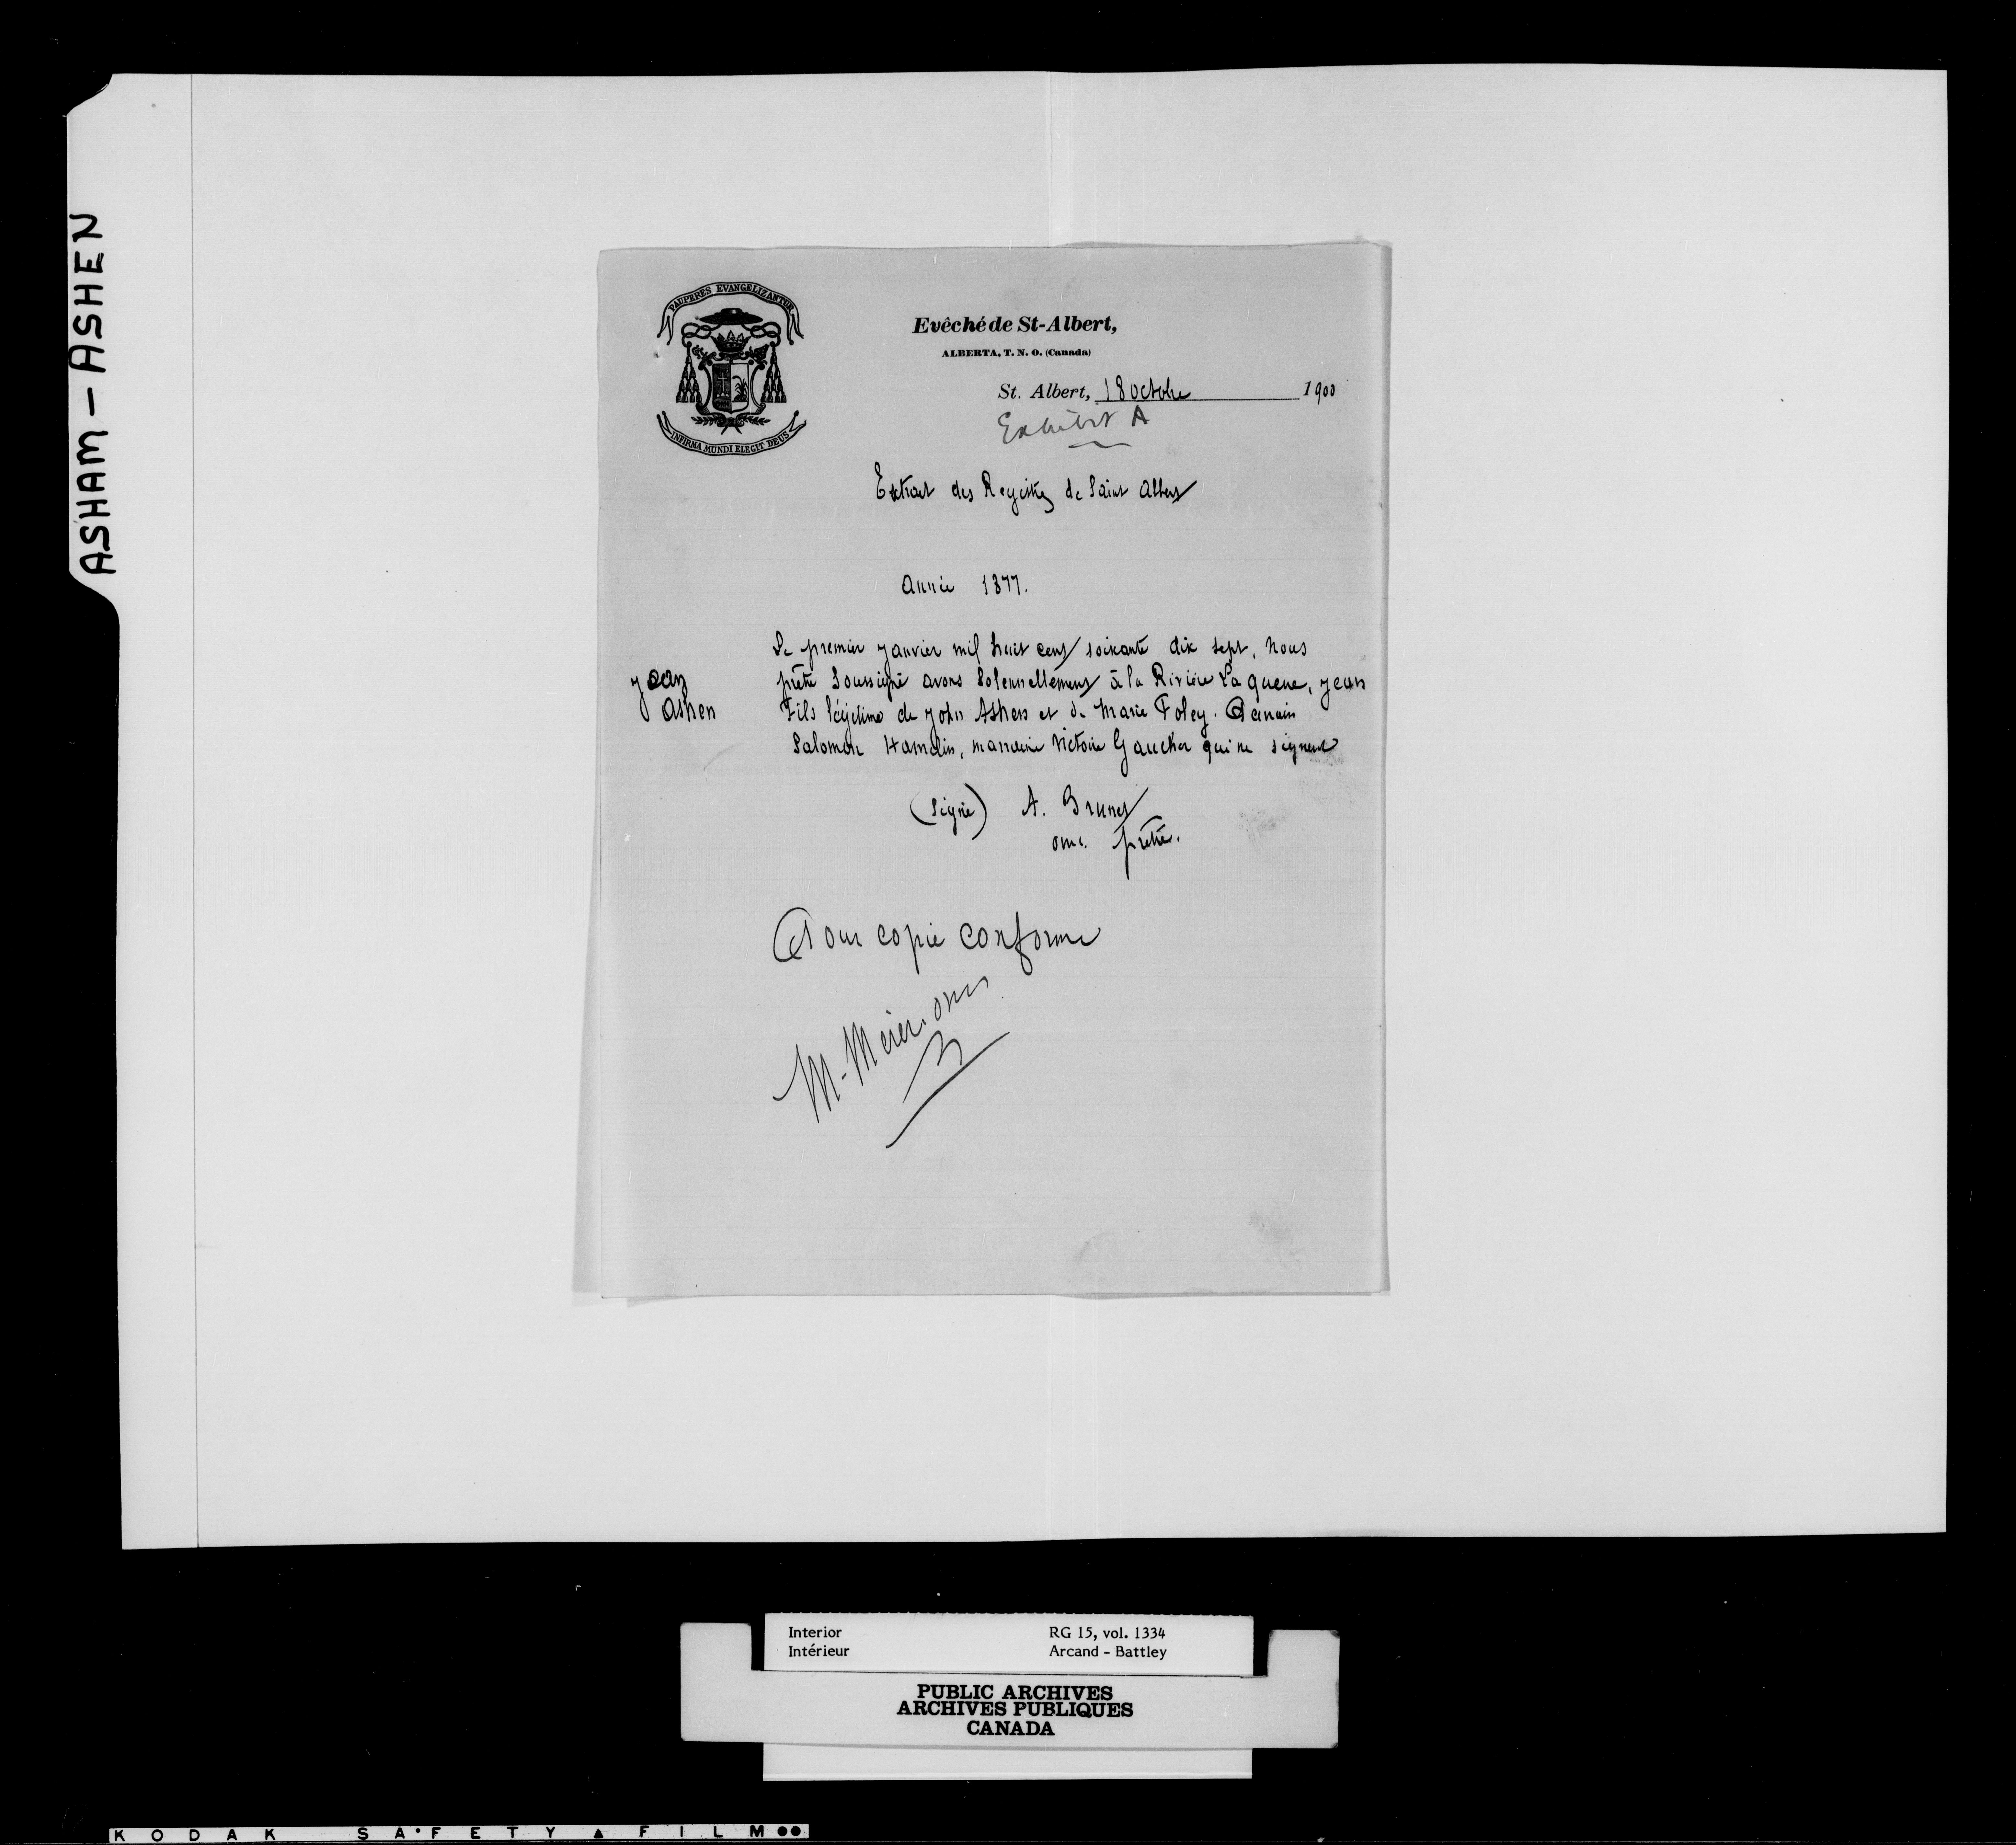 ASHAM - ASHEN
PAUPERES EVANGELIZANTUR
INFIRMA MUNDI ELEGIT DEUS
Evêché de St-Albert,
ALBERTA, T. N. O. (Canada)
St. Albert, 18 octobre 1900
Exhibit A
Extrait des Registres de Saint Albert
Année 1877.
Jean
Ashen
Le premier janvier mil huit cent soixante dix sept, nous
prêtre soussigné avons solennellement à la Rivière La queue, Jean
Fils légitime de John Ashen et de Marie Foley. Parrain
Salomon Hamelin, marraine Victoire Gaucher qui ne signent
(signé) A. Brunet
omi. prêtre.
Pour copie conforme
M. Merer. omi
Interior
Intérieur
RG 15, vol. 1334
Arcand - Battley
PUBLIC ARCHIVES
ARCHIVES PUBLIQUES
CANADA
KODAK SAFETY FILM